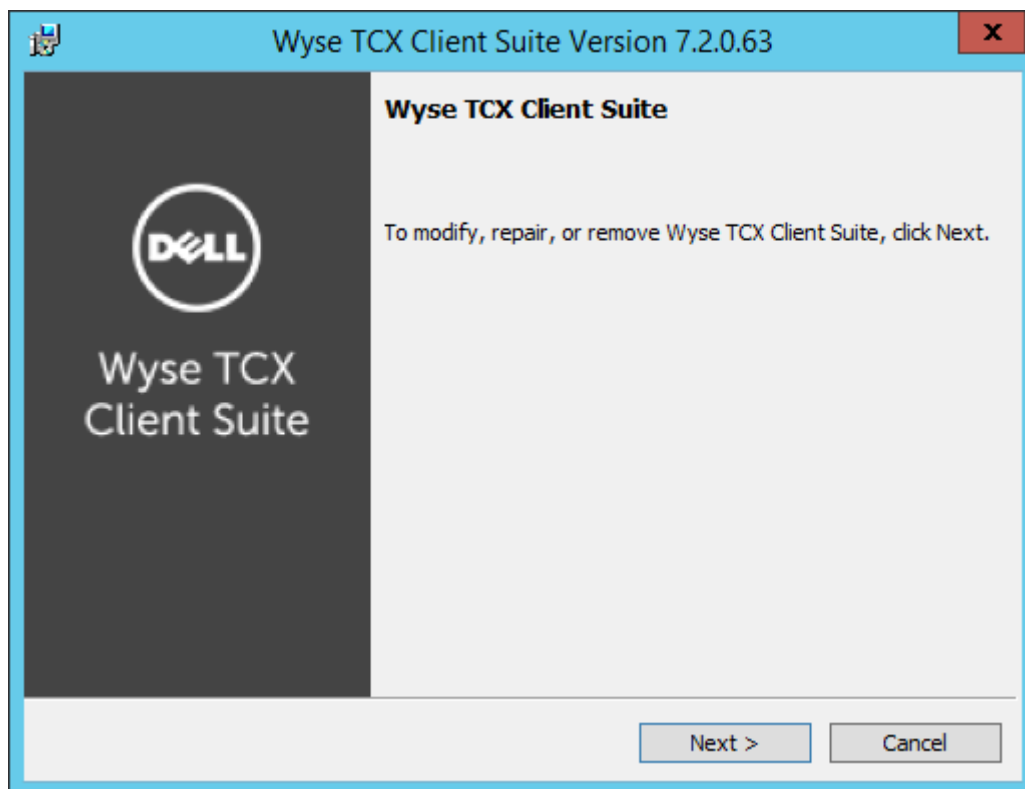 Wyse TCX Client Suite Version 7.2.0.63
x
Wyse TCX Client Suite
To modify, repair, or remove Wyse TCX Client Suite, click Next.
DELL
Wyse TCX
Client Suite
Next >
Cancel